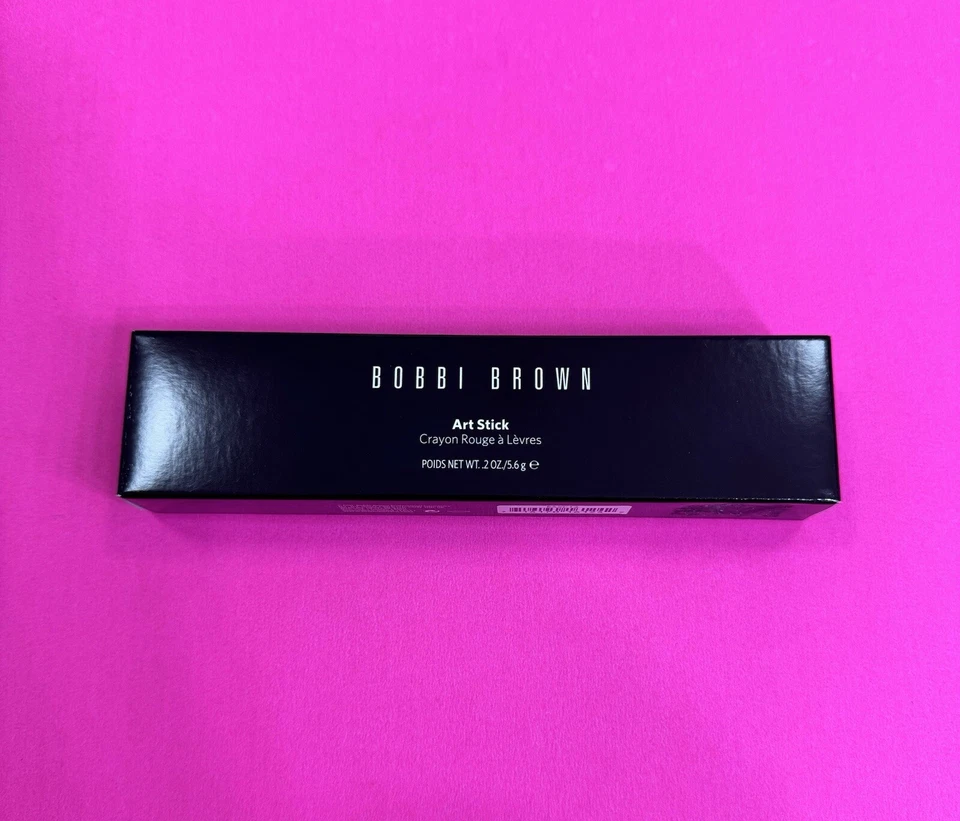 BOBBI BROWN
Art Stick
Crayon Rouge à Lèvres
POIDS NET WT. .2 OZ./5.6 g ℮